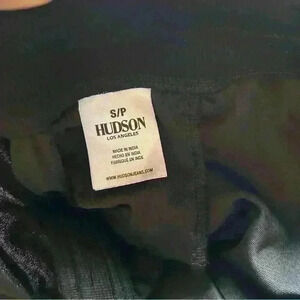 S/P
HUDSON
LOS ANGELES
MADE IN INDIA
HECHO EN INDIA
FABRIQUÉ EN INDE
WWW.HUDSONJEANS.COM